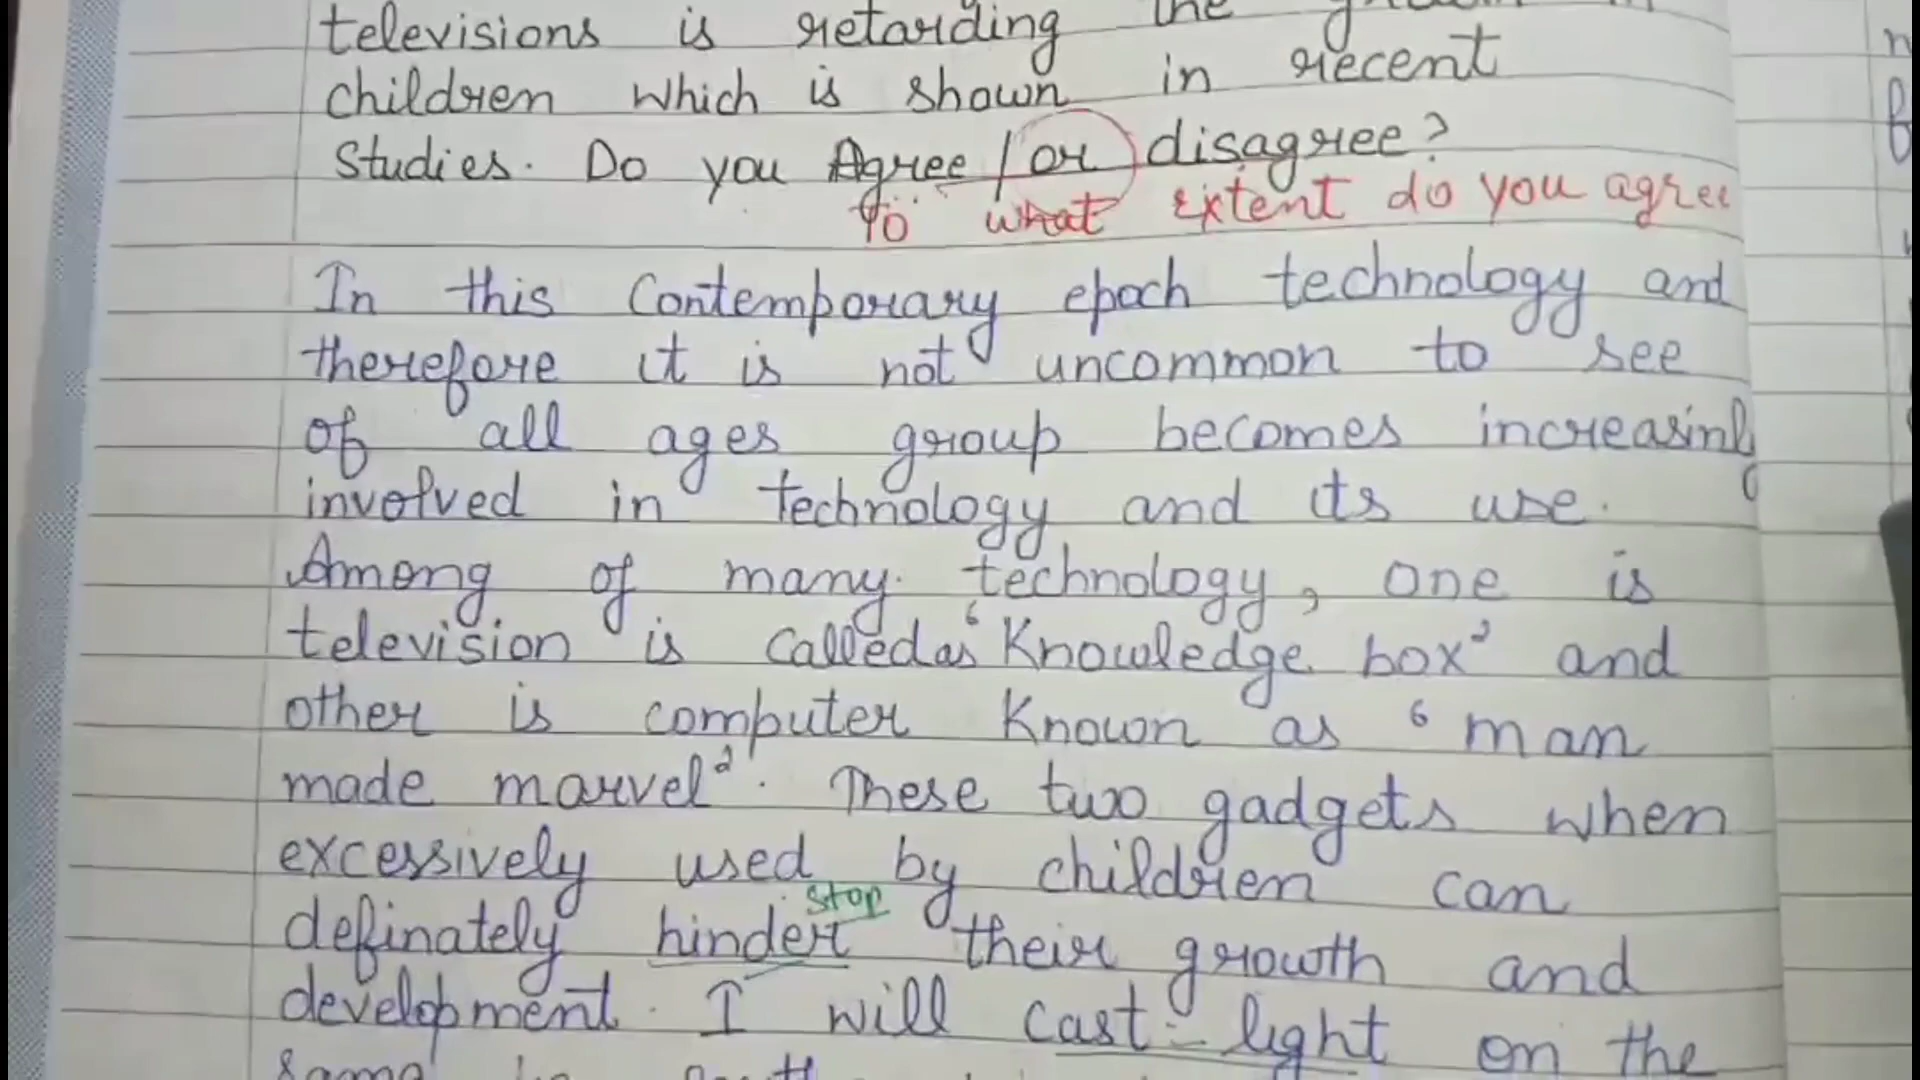 televisions is retarding the growth in
children which is shown in recent
Studies. Do you Agree / or disagree?
To what extent do you agree
In this Contemporary epoch technology and
therefore it is not uncommon to see
of all ages group becomes increasinly
involved in technology and its use.
Among of many technology, one is
television is called as 'Knowledge box' and
other is computer Known as 'man
made marvel'. These two gadgets when
excessively used by children can
stop
definately hinder their growth and
development. I will cast light on the